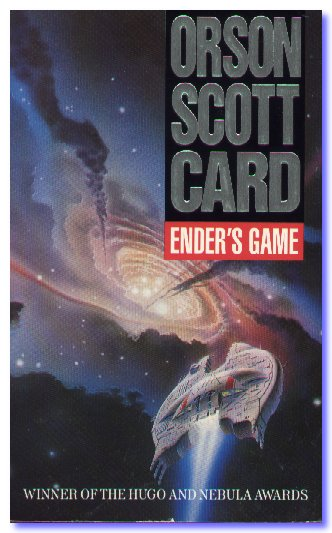 ORSON
SCOTT
CARD
ENDER'S GAME
WINNER OF THE HUGO AND NEBULA AWARDS